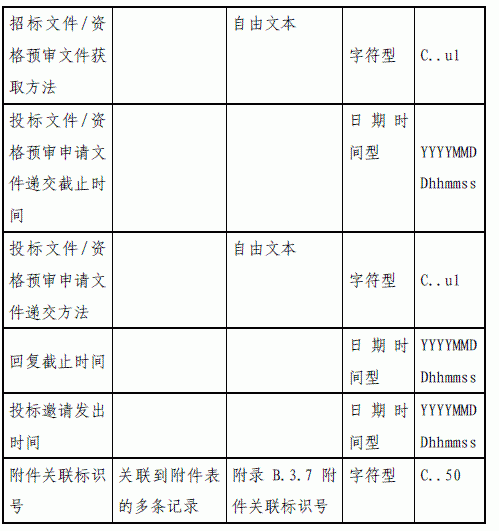 招标文件/资
格预审文件获
取方法
自由文本
字符型
C..ul
投标文件/资
格预审申请文
件递交截止时
间
日期时
间型
YYYYMMD
Dhhmmss
投标文件/资
格预审申请文
件递交方法
自由文本
字符型
C..ul
回复截止时间
日期时
间型
YYYYMMD
Dhhmmss
投标邀请发出
时间
日期时
间型
YYYYMMD
Dhhmmss
附件关联标识
号
关联到附件表
的多条记录
附录 B.3.7 附
件关联标识号
字符型
C..50